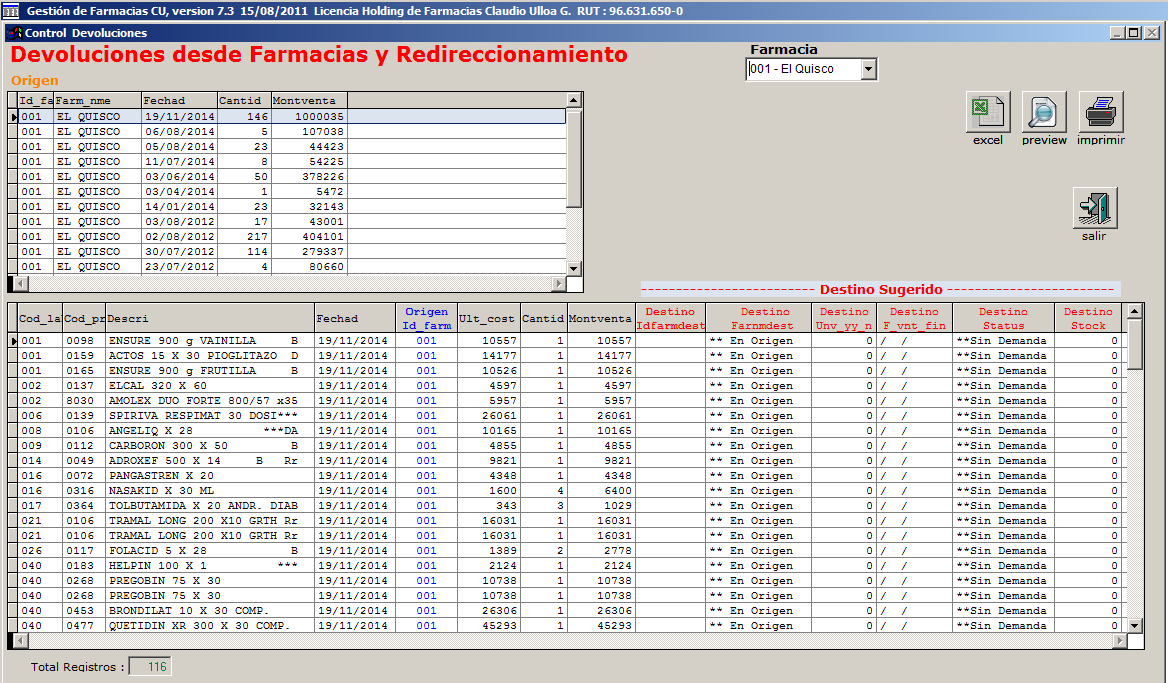 Gestión de Farmacias CU, version 7.3 15/08/2011 Licencia Holding de Farmacias Claudio Ulloa G. RUT : 96.631.650-0
Control Devoluciones
Devoluciones desde Farmacias y Redireccionamiento
Farmacia
001 - El Quisco
Origen
Id_fa Farm_nme Fechad Cantid Montventa
001 EL QUISCO 19/11/2014 146 1000035
001 EL QUISCO 06/08/2014 5 107038
001 EL QUISCO 05/08/2014 23 44423
001 EL QUISCO 11/07/2014 8 54225
001 EL QUISCO 03/06/2014 50 378226
001 EL QUISCO 03/04/2014 1 5472
001 EL QUISCO 14/01/2014 23 32143
001 EL QUISCO 03/08/2012 17 43001
001 EL QUISCO 02/08/2012 217 404101
001 EL QUISCO 30/07/2012 114 279337
001 EL QUISCO 23/07/2012 4 80660
excel preview imprimir
salir
Destino Sugerido
Cod_la Cod_pr Descri Fechad Origen Id_farm Ult_cost Cantid Montventa Destino Idfarmdest Destino Farnmdest Destino Unv_yy_n Destino F_vnt_fin Destino Status Destino Stock
001 0098 ENSURE 900 g VAINILLA B 19/11/2014 001 10557 1 10557 ** En Origen 0 / / **Sin Demanda 0
001 0159 ACTOS 15 X 30 PIOGLITAZO D 19/11/2014 001 14177 1 14177 ** En Origen 0 / / **Sin Demanda 0
001 0165 ENSURE 900 g FRUTILLA B 19/11/2014 001 10526 1 10526 ** En Origen 0 / / **Sin Demanda 0
002 0137 ELCAL 320 X 60 19/11/2014 001 4597 1 4597 ** En Origen 0 / / **Sin Demanda 0
002 8030 AMOLEX DUO FORTE 800/57 x35 19/11/2014 001 5957 1 5957 ** En Origen 0 / / **Sin Demanda 0
006 0139 SPIRIVA RESPIMAT 30 DOSI*** 19/11/2014 001 26061 1 26061 ** En Origen 0 / / **Sin Demanda 0
008 0106 ANGELIQ X 28 ***DA 19/11/2014 001 10165 1 10165 ** En Origen 0 / / **Sin Demanda 0
009 0112 CARBORON 300 X 50 B 19/11/2014 001 4855 1 4855 ** En Origen 0 / / **Sin Demanda 0
014 0049 ADROXEF 500 X 14 B Rr 19/11/2014 001 9821 1 9821 ** En Origen 0 / / **Sin Demanda 0
016 0072 PANGASTREN X 20 19/11/2014 001 4348 1 4348 ** En Origen 0 / / **Sin Demanda 0
016 0316 NASAKID X 30 ML 19/11/2014 001 1600 4 6400 ** En Origen 0 / / **Sin Demanda 0
017 0364 TOLBUTAMIDA X 20 ANDR. DIAB 19/11/2014 001 343 3 1029 ** En Origen 0 / / **Sin Demanda 0
021 0106 TRAMAL LONG 200 X10 GRTH Rr 19/11/2014 001 16031 1 16031 ** En Origen 0 / / **Sin Demanda 0
021 0106 TRAMAL LONG 200 X10 GRTH Rr 19/11/2014 001 16031 1 16031 ** En Origen 0 / / **Sin Demanda 0
026 0117 FOLACID 5 X 28 B 19/11/2014 001 1389 2 2778 ** En Origen 0 / / **Sin Demanda 0
040 0183 HELPIN 100 X 1 *** 19/11/2014 001 2124 1 2124 ** En Origen 0 / / **Sin Demanda 0
040 0268 PREGOBIN 75 X 30 19/11/2014 001 10738 1 10738 ** En Origen 0 / / **Sin Demanda 0
040 0268 PREGOBIN 75 X 30 19/11/2014 001 10738 1 10738 ** En Origen 0 / / **Sin Demanda 0
040 0453 BRONDILAT 10 X 30 COMP. 19/11/2014 001 26306 1 26306 ** En Origen 0 / / **Sin Demanda 0
040 0477 QUETIDIN XR 300 X 30 COMP. 19/11/2014 001 45293 1 45293 ** En Origen 0 / / **Sin Demanda 0
Total Registros : 116